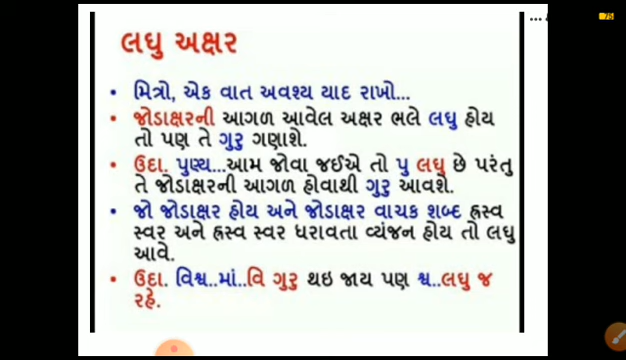 75
લઘુ અક્ષર
• મિત્રો, એક વાત અવશ્ય યાદ રાખો...
• જોડાક્ષરની આગળ આવેલ અક્ષર ભલે લઘુ હોય
તો પણ તે ગુરુ ગણાશે.
• ઉદા. પુણ્ય...આમ જોવા જઈએ તો પુ લઘુ છે પરંતુ
તે જોડાક્ષરની આગળ હોવાથી ગુરુ આવશે.
• જો જોડાક્ષર હોય અને જોડાક્ષર વાચક શબ્દ હ્રસ્વ
સ્વર અને હ્રસ્વ સ્વર ધરાવતા વ્યંજન હોય તો લઘુ
આવે.
• ઉદા. વિશ્વ..માં..વિ ગુરુ થઇ જાય પણ શ્વ..લઘુ જ
રહે.